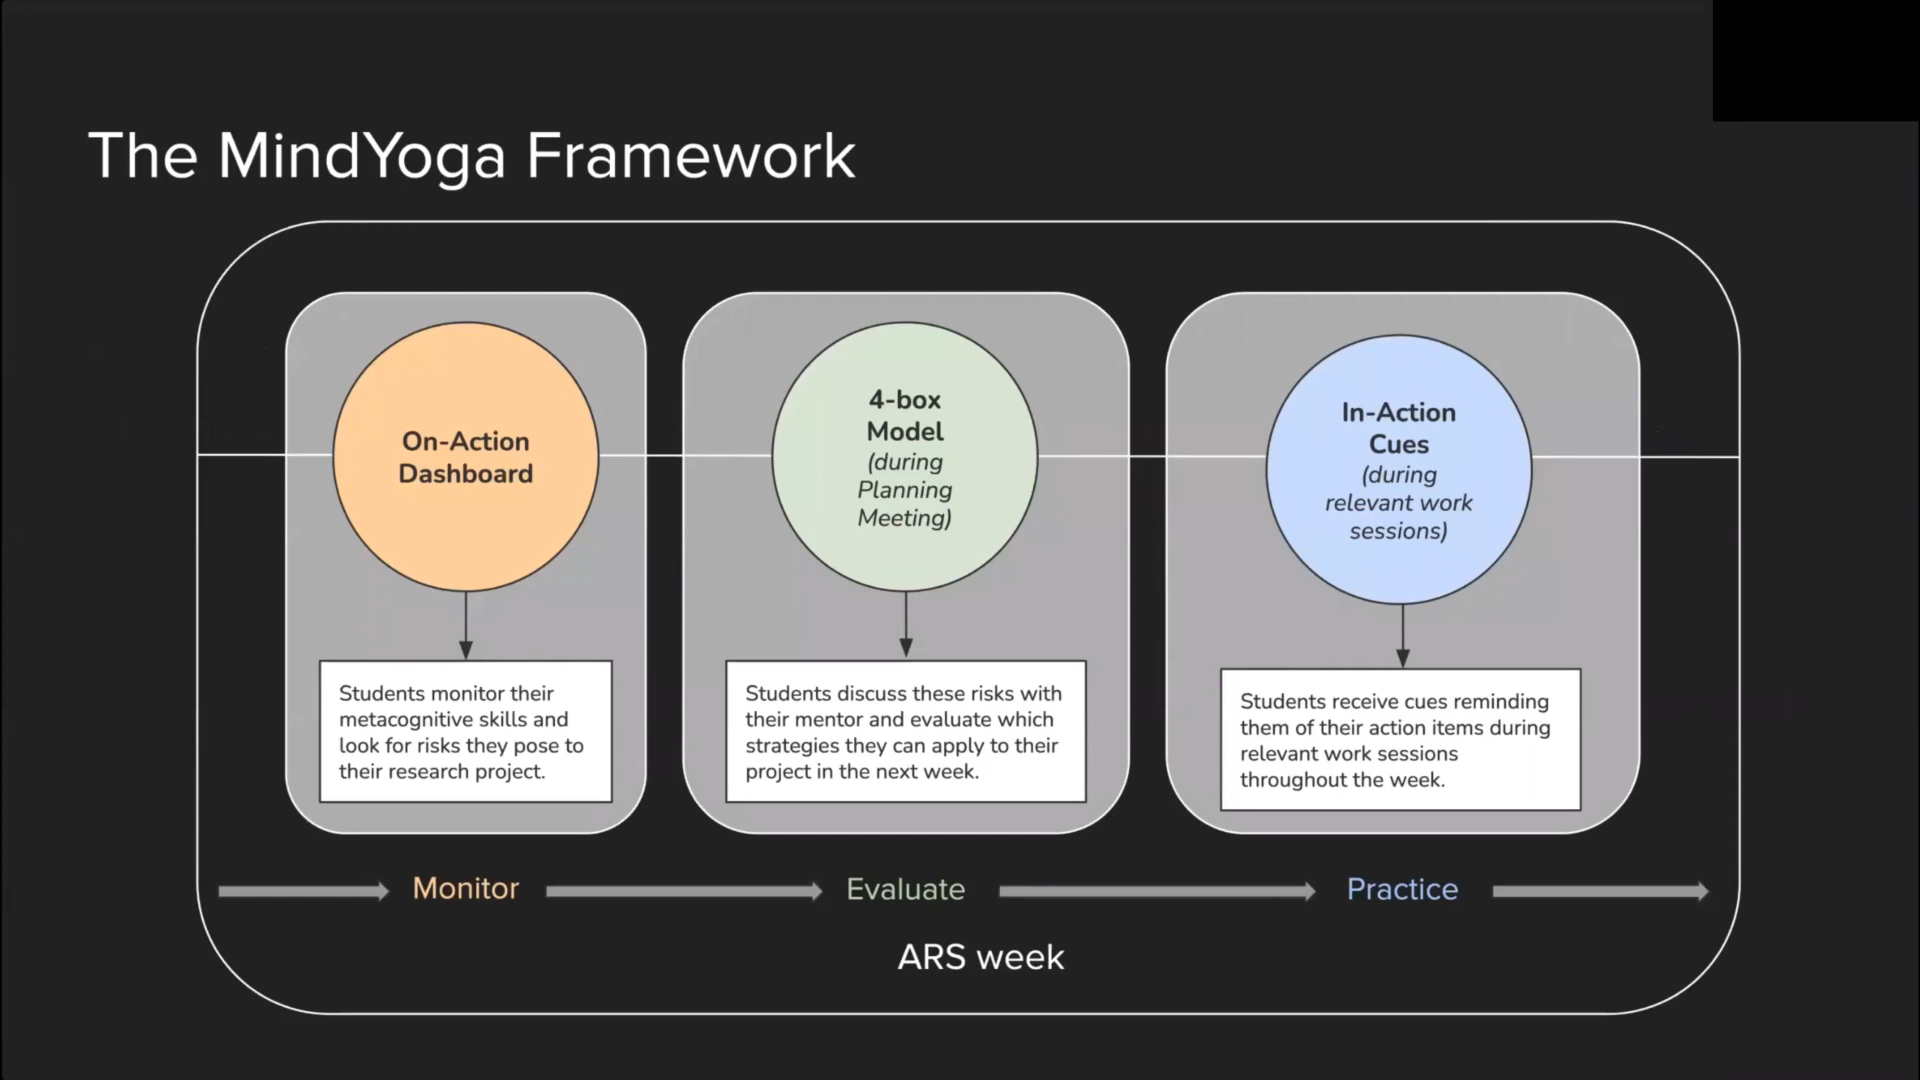 The MindYoga Framework
On-Action
Dashboard
Students monitor their
metacognitive skills and
look for risks they pose to
their research project.
4-box
Model
(during
Planning
Meeting)
Students discuss these risks with
their mentor and evaluate which
strategies they can apply to their
project in the next week.
In-Action
Cues
(during
relevant work
sessions)
Students receive cues reminding
them of their action items during
relevant work sessions
throughout the week.
Monitor
Evaluate
Practice
ARS week